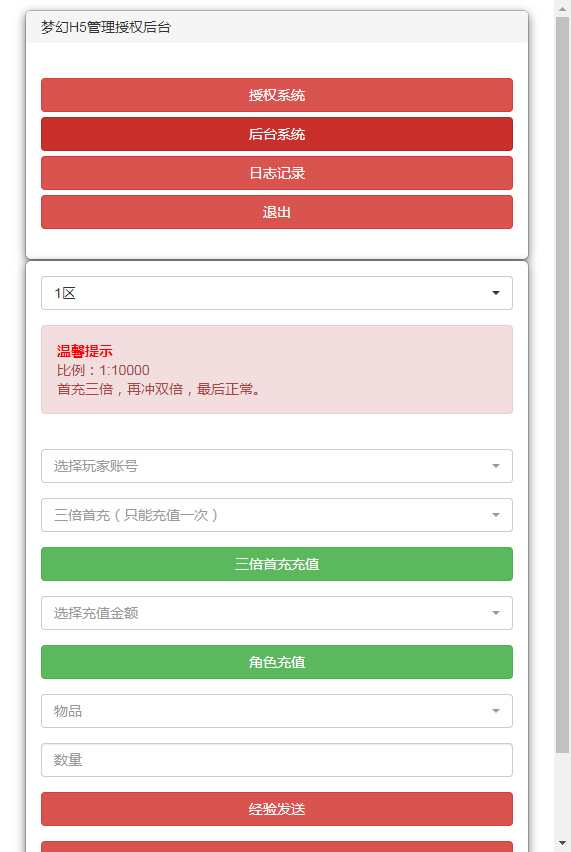 梦幻H5管理授权后台
授权系统
后台系统
日志记录
退出
1区
温馨提示
比例：1:10000
首充三倍，再冲双倍，最后正常。
选择玩家账号
三倍首充（只能充值一次）
三倍首充充值
选择充值金额
角色充值
物品
数量
经验发送